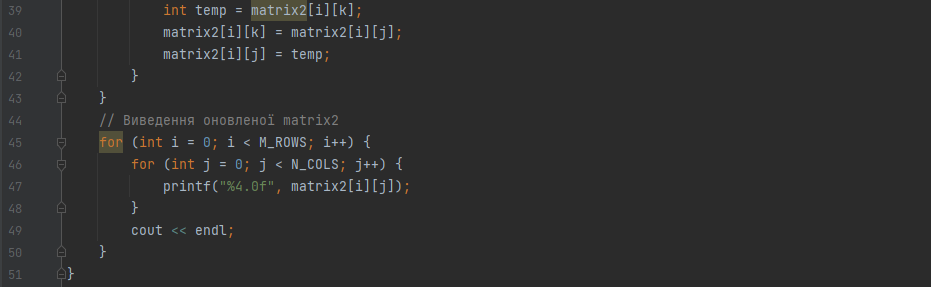 39 int temp = matrix2[i][k];
40 matrix2[i][k] = matrix2[i][j];
41 matrix2[i][j] = temp;
42 }
43 }
44 // Виведення оновленої matrix2
45 for (int i = 0; i < M_ROWS; i++) {
46 for (int j = 0; j < N_COLS; j++) {
47 printf("%4.0f", matrix2[i][j]);
48 }
49 cout << endl;
50 }
51 }